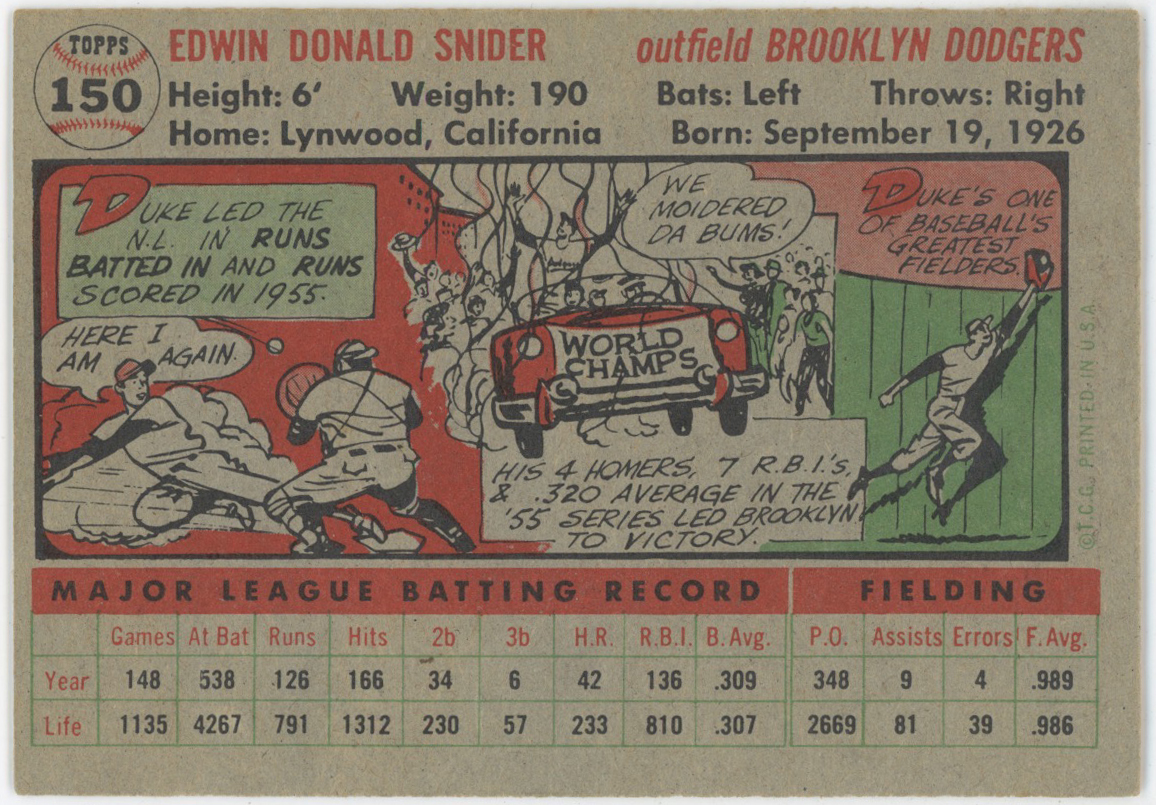 TOPPS
150
EDWIN DONALD SNIDER outfield BROOKLYN DODGERS
Height: 6' Weight: 190 Bats: Left Throws: Right
Home: Lynwood, California Born: September 19, 1926
DUKE LED THE
N.L. IN RUNS
BATTED IN AND RUNS
SCORED IN 1955.
HERE I
AM AGAIN.
WE
MOIDERED
DA BUMS!
WORLD
CHAMPS
HIS 4 HOMERS, 7 R.B.I.'S,
& .320 AVERAGE IN THE
'55 SERIES LED BROOKLYN
TO VICTORY.
DUKE'S ONE
OF BASEBALL'S
GREATEST
FIELDERS.
©T.C.G., PRINTED IN U.S.A.
MAJOR LEAGUE BATTING RECORD FIELDING
Games At Bat Runs Hits 2b 3b H.R. R.B.I. B. Avg. P.O. Assists Errors F. Avg.
Year 148 538 126 166 34 6 42 136 .309 348 9 4 .989
Life 1135 4267 791 1312 230 57 233 810 .307 2669 81 39 .986